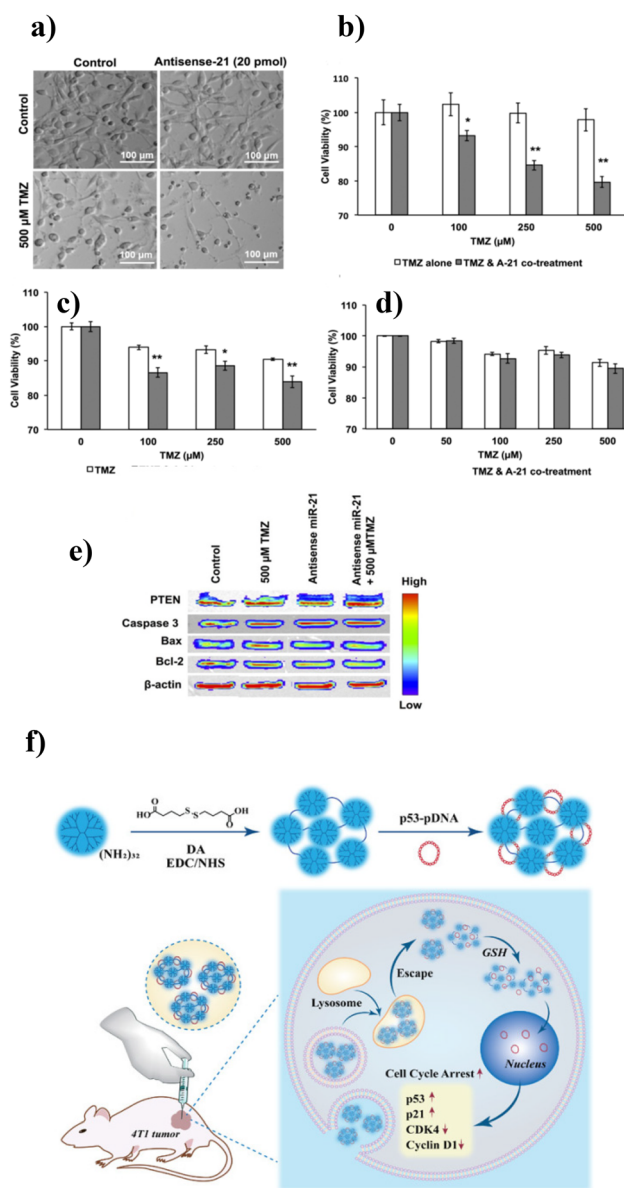 a)
Control
Antisense-21 (20 pmol)
Control
100 µm
100 µm
500 µM TMZ
100 µm
100 µm
b)
Cell Viability (%)
110
100
90
80
70
*
**
**
0
100
250
500
TMZ (µM)
TMZ alone
TMZ & A-21 co-treatment
c)
Cell Viability (%)
110
100
90
80
70
**
*
**
0
100
250
500
TMZ (µM)
TMZ
d)
Cell Viability (%)
110
100
90
80
70
0
50
100
250
500
TMZ (µM)
TMZ & A-21 co-treatment
e)
Control
500 µM TMZ
Antisense miR-21
Antisense miR-21
+ 500 µMTMZ
High
PTEN
Caspase 3
Bax
Bcl-2
β-actin
Low
f)
(NH2)32
HO
O
S
S
O
OH
DA
EDC/NHS
p53-pDNA
Lysosome
Escape
GSH
Nucleus
Cell Cycle Arrest ↑
p53 ↑
p21 ↑
CDK4 ↓
Cyclin D1 ↓
4T1 tumor